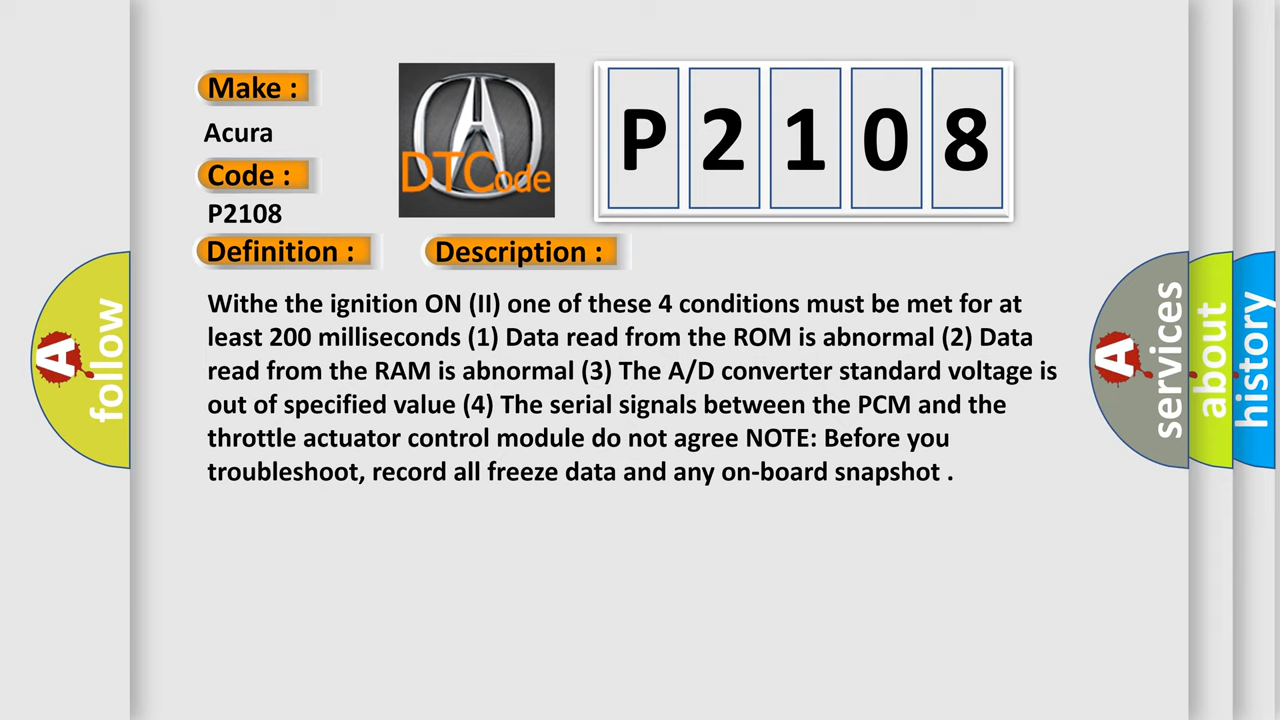 Make :
Acura
Code :
P2108
Definition :
Description :
DTCode
P2108
Withe the ignition ON (II) one of these 4 conditions must be met for at
least 200 milliseconds (1) Data read from the ROM is abnormal (2) Data
read from the RAM is abnormal (3) The A/D converter standard voltage is
out of specified value (4) The serial signals between the PCM and the
throttle actuator control module do not agree NOTE: Before you
troubleshoot, record all freeze data and any on-board snapshot .
A follow
A services
about
history